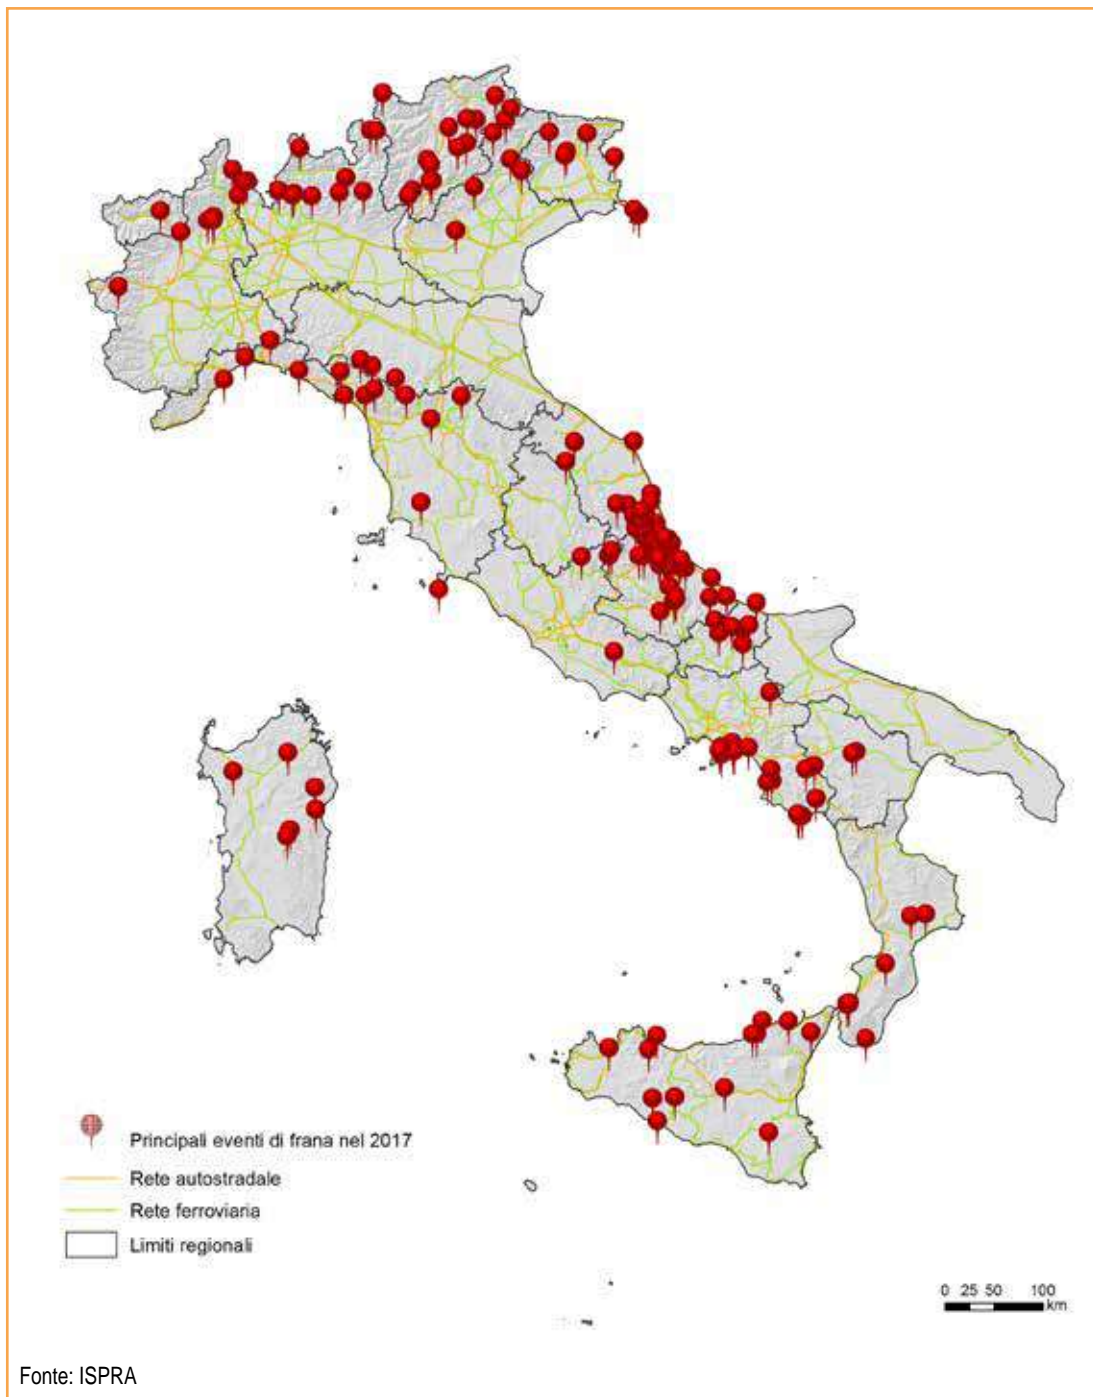 Principali eventi di frana nel 2017
Rete autostradale
Rete ferroviaria
Limiti regionali
0 25 50 100
km
Fonte: ISPRA